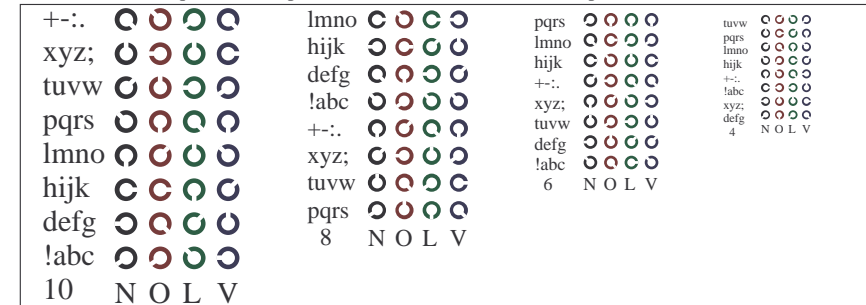 +-:.
xyz;
tuvw
pqrs
lmno
hijk
defg
!abc
10 N O L V
lmno
hijk
defg
!abc
+-:.
xyz;
tuvw
pqrs
8 N O L V
pqrs
lmno
hijk
+-:.
xyz;
tuvw
defg
!abc
6 N O L V
tuvw
pqrs
lmno
hijk
+-:.
!abc
xyz;
defg
4 N O L V